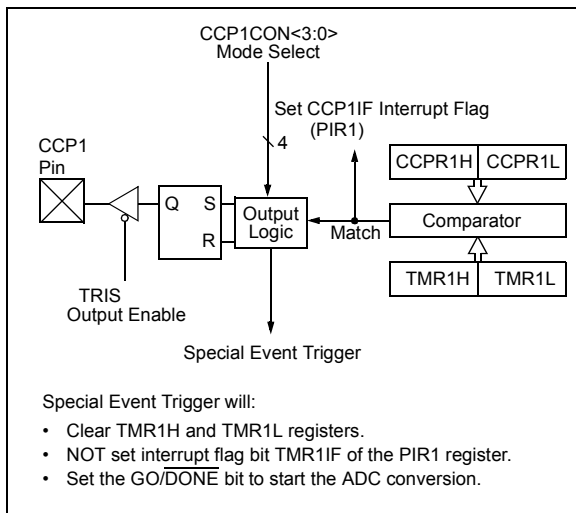 CCP1CON<3:0>
Mode Select
Set CCP1IF Interrupt Flag
(PIR1)
4
CCP1
Pin
CCPR1H CCPR1L
Q S
R
Output
Logic
Match
Comparator
TRIS
Output Enable
TMR1H TMR1L
Special Event Trigger
Special Event Trigger will:
• Clear TMR1H and TMR1L registers.
• NOT set interrupt flag bit TMR1IF of the PIR1 register.
• Set the GO/DONE bit to start the ADC conversion.